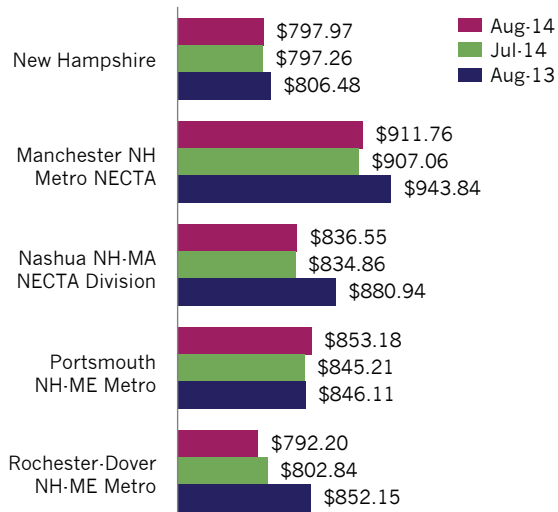 Aug-14
Jul-14
Aug-13
New Hampshire
$797.97
$797.26
$806.48
Manchester NH
Metro NECTA
$911.76
$907.06
$943.84
Nashua NH-MA
NECTA Division
$836.55
$834.86
$880.94
Portsmouth
NH-ME Metro
$853.18
$845.21
$846.11
Rochester-Dover
NH-ME Metro
$792.20
$802.84
$852.15